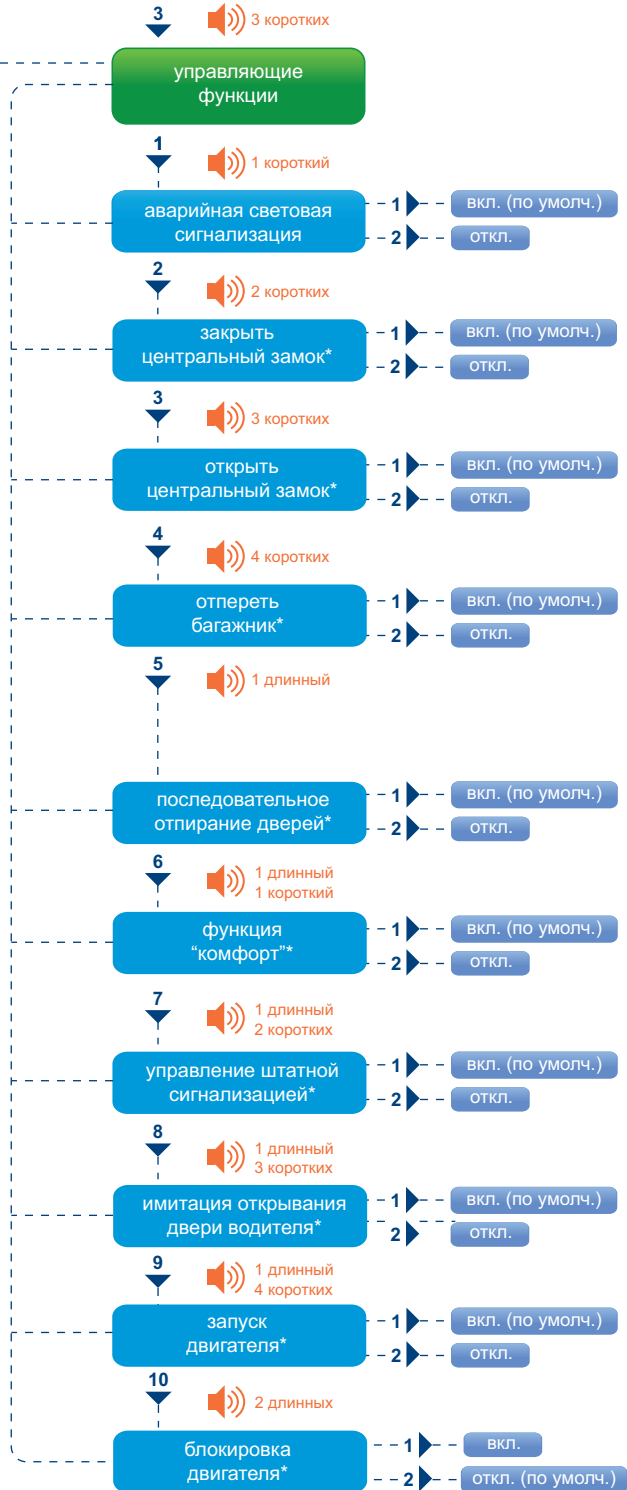 3
3 коротких
управляющие
функции
1
1 короткий
аварийная световая
сигнализация
1 вкл. (по умолч.)
2 откл.
2
2 коротких
закрыть
центральный замок*
1 вкл. (по умолч.)
2 откл.
3
3 коротких
открыть
центральный замок*
1 вкл. (по умолч.)
2 откл.
4
4 коротких
отпереть
багажник*
1 вкл. (по умолч.)
2 откл.
5
1 длинный
последовательное
отпирание дверей*
1 вкл. (по умолч.)
2 откл.
6
1 длинный
1 короткий
функция
“комфорт”*
1 вкл. (по умолч.)
2 откл.
7
1 длинный
2 коротких
управление штатной
сигнализацией*
1 вкл. (по умолч.)
2 откл.
8
1 длинный
3 коротких
имитация открывания
двери водителя*
1 вкл. (по умолч.)
2 откл.
9
1 длинный
4 коротких
запуск
двигателя*
1 вкл. (по умолч.)
2 откл.
10
2 длинных
блокировка
двигателя*
1 вкл.
2 откл. (по умолч.)